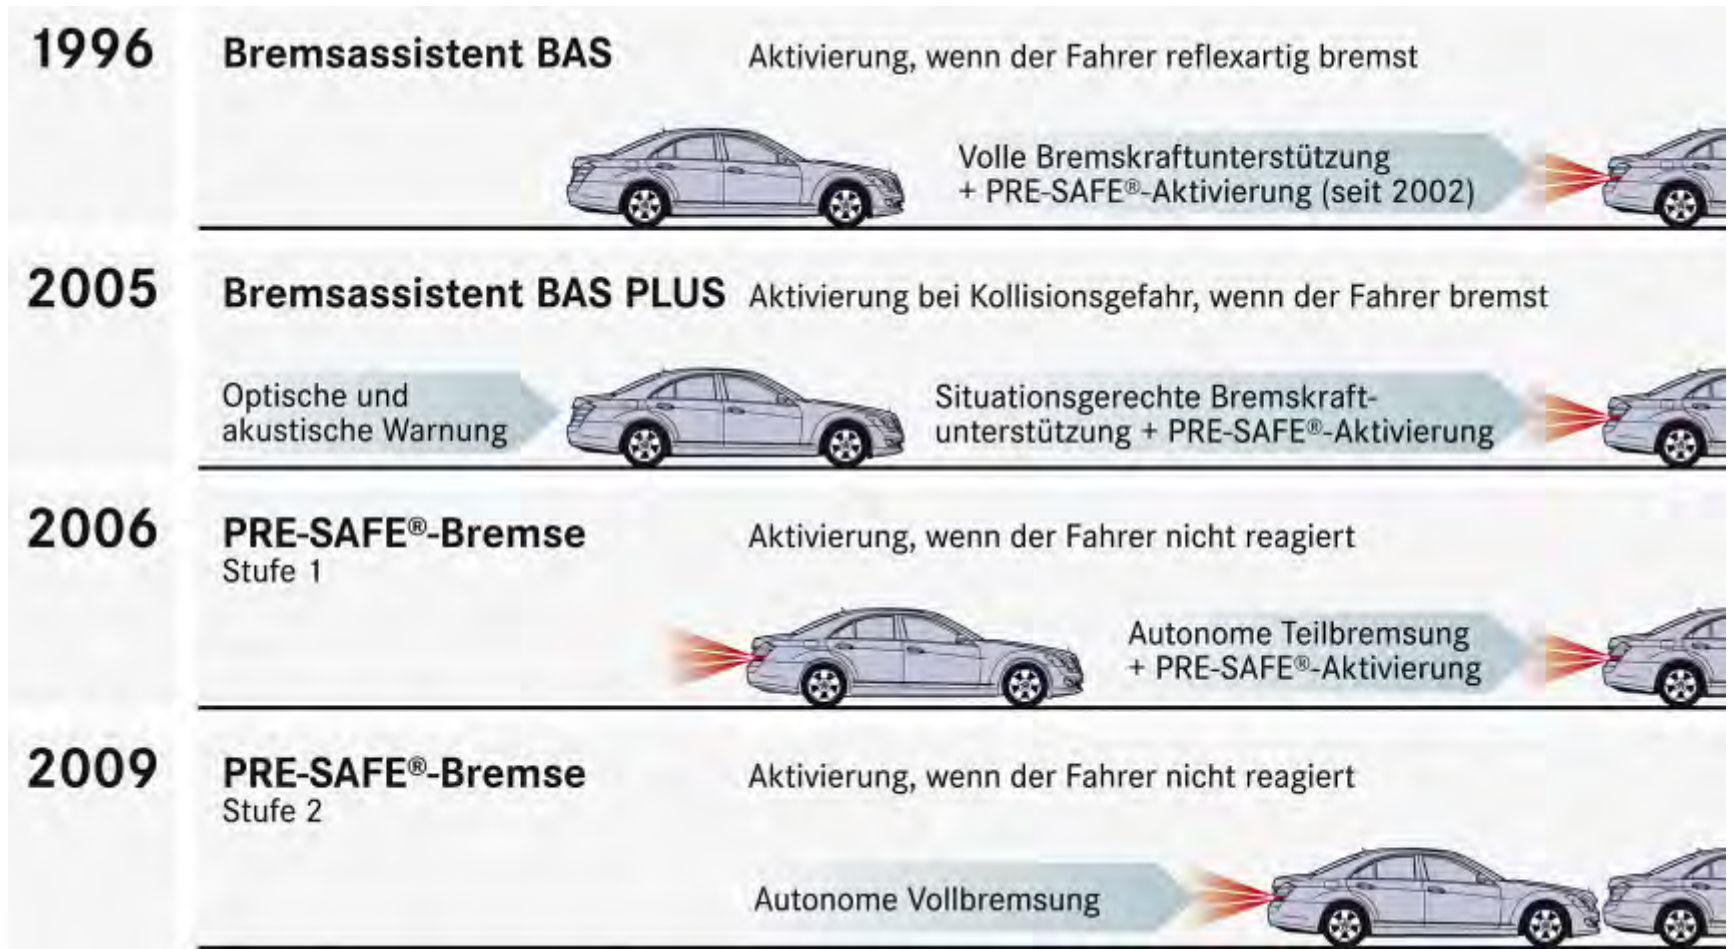 1996
Bremsassistent BAS
Aktivierung, wenn der Fahrer reflexartig bremst
Volle Bremskraftunterstützung
+ PRE-SAFE®-Aktivierung (seit 2002)
2005
Bremsassistent BAS PLUS
Aktivierung bei Kollisionsgefahr, wenn der Fahrer bremst
Optische und
akustische Warnung
Situationsgerechte Bremskraft-
unterstützung + PRE-SAFE®-Aktivierung
2006
PRE-SAFE®-Bremse
Stufe 1
Aktivierung, wenn der Fahrer nicht reagiert
Autonome Teilbremsung
+ PRE-SAFE®-Aktivierung
2009
PRE-SAFE®-Bremse
Stufe 2
Aktivierung, wenn der Fahrer nicht reagiert
Autonome Vollbremsung